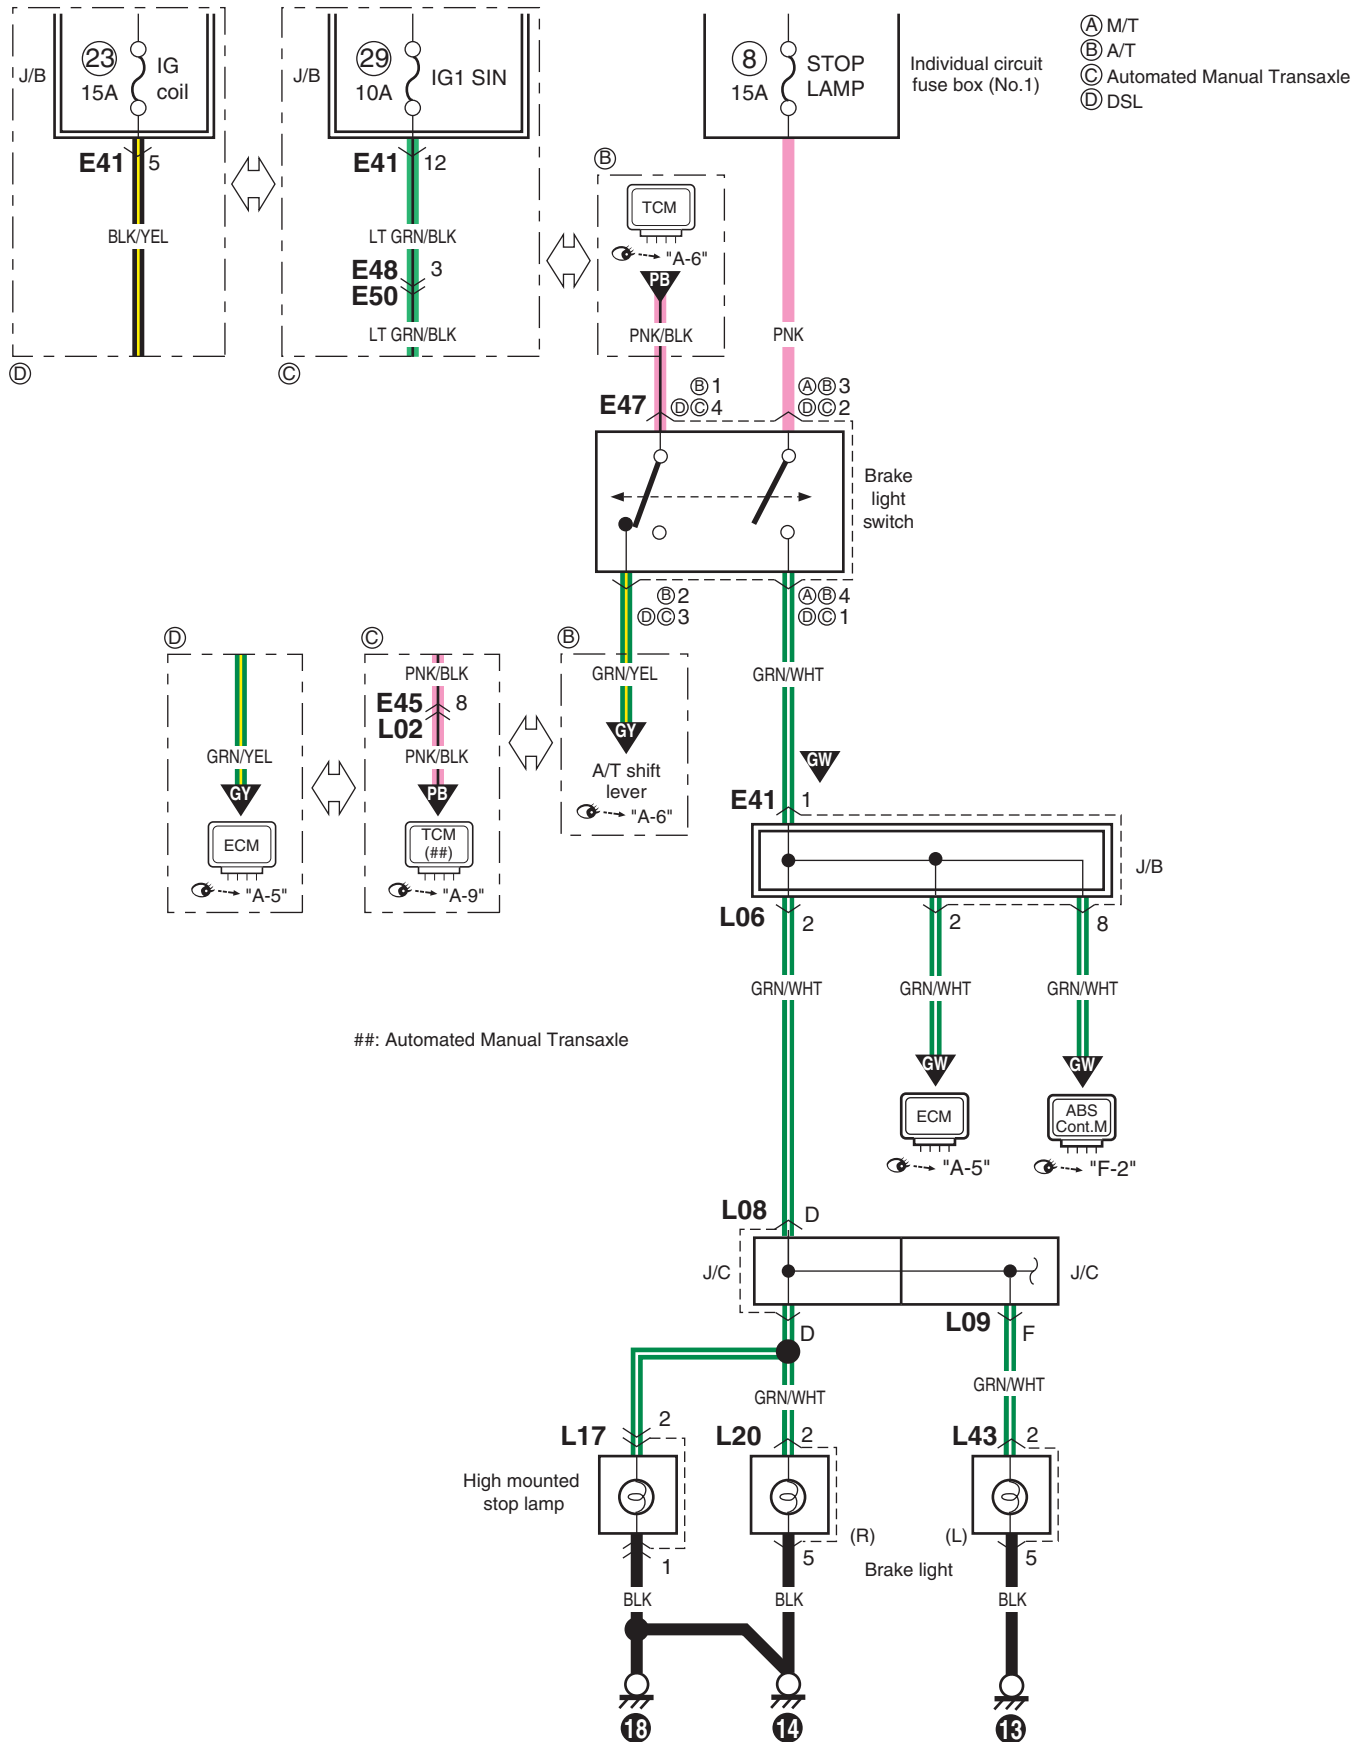 23
15A
IG
coil
J/B
E41
5
BLK/YEL
D
29
10A
IG1 SIN
J/B
E41
12
LT GRN/BLK
E48
3
E50
LT GRN/BLK
C
B
TCM
"A-6"
PB
PNK/BLK
8
15A
STOP
LAMP
Individual circuit
fuse box (No.1)
PNK
A M/T
B A/T
C Automated Manual Transaxle
D DSL
E47
B 1
D C 4
A B 3
D C 2
Brake
light
switch
B 2
D C 3
A B 4
D C 1
D
GRN/YEL
GY
ECM
"A-5"
C
PNK/BLK
E45
8
L02
PNK/BLK
PB
TCM
(##)
"A-9"
B
GRN/YEL
GY
A/T shift
lever
"A-6"
GRN/WHT
GW
E41
1
J/B
L06
2
2
8
GRN/WHT
GRN/WHT
GRN/WHT
##: Automated Manual Transaxle
GW
GW
ECM
"A-5"
ABS
Cont.M
"F-2"
L08
D
J/C
J/C
D
L09
F
GRN/WHT
GRN/WHT
L17
2
L20
2
L43
2
High mounted
stop lamp
(R)
(L)
Brake light
1
5
5
BLK
BLK
BLK
18
14
13